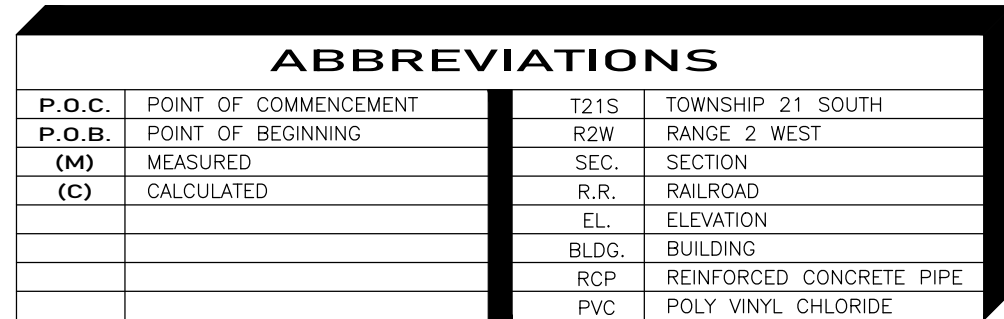 ABBREVIATIONS
P.O.C. POINT OF COMMENCEMENT
P.O.B. POINT OF BEGINNING
(M) MEASURED
(C) CALCULATED
T21S TOWNSHIP 21 SOUTH
R2W RANGE 2 WEST
SEC. SECTION
R.R. RAILROAD
EL. ELEVATION
BLDG. BUILDING
RCP REINFORCED CONCRETE PIPE
PVC POLY VINYL CHLORIDE